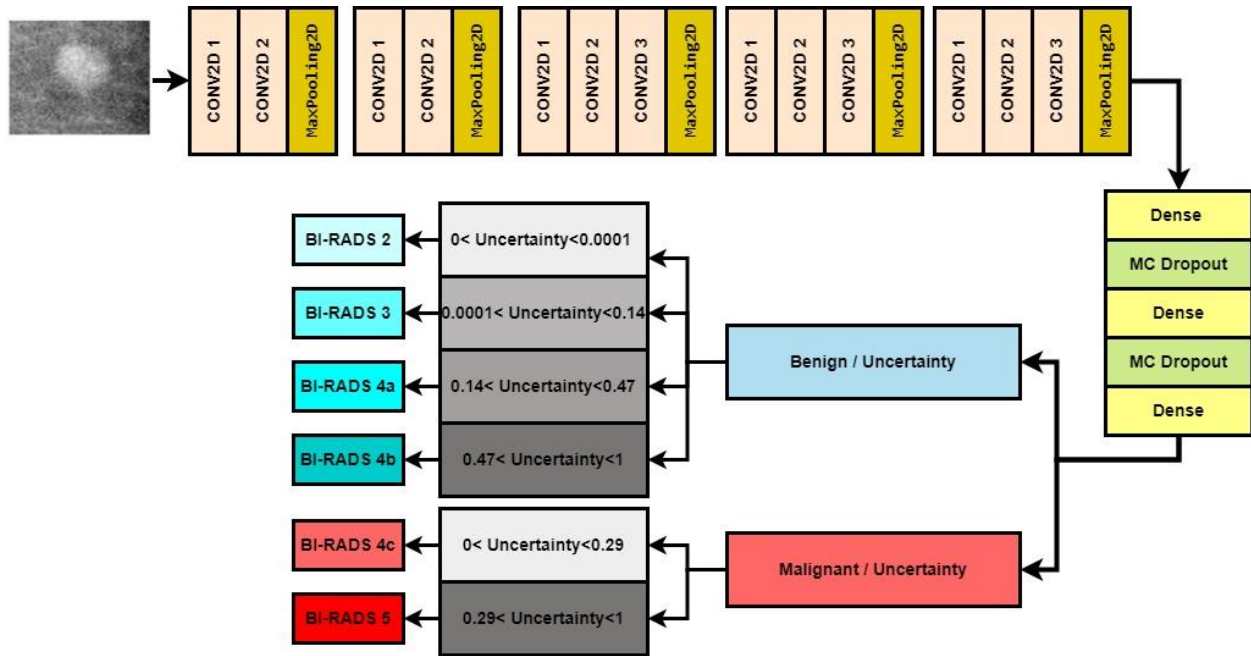 CONV2D 1
CONV2D 2
MaxPooling2D
CONV2D 1
CONV2D 2
MaxPooling2D
CONV2D 1
CONV2D 2
CONV2D 3
MaxPooling2D
CONV2D 1
CONV2D 2
CONV2D 3
MaxPooling2D
CONV2D 1
CONV2D 2
CONV2D 3
MaxPooling2D
Dense
MC Dropout
Dense
MC Dropout
Dense
Benign / Uncertainty
Malignant / Uncertainty
0< Uncertainty<0.0001
0.0001< Uncertainty<0.14
0.14< Uncertainty<0.47
0.47< Uncertainty<1
0< Uncertainty<0.29
0.29< Uncertainty<1
BI-RADS 2
BI-RADS 3
BI-RADS 4a
BI-RADS 4b
BI-RADS 4c
BI-RADS 5